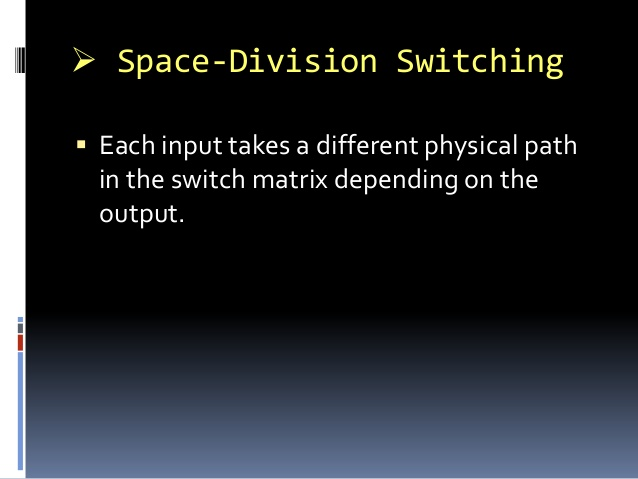 ➢ Space-Division Switching
▪ Each input takes a different physical path
in the switch matrix depending on the
output.